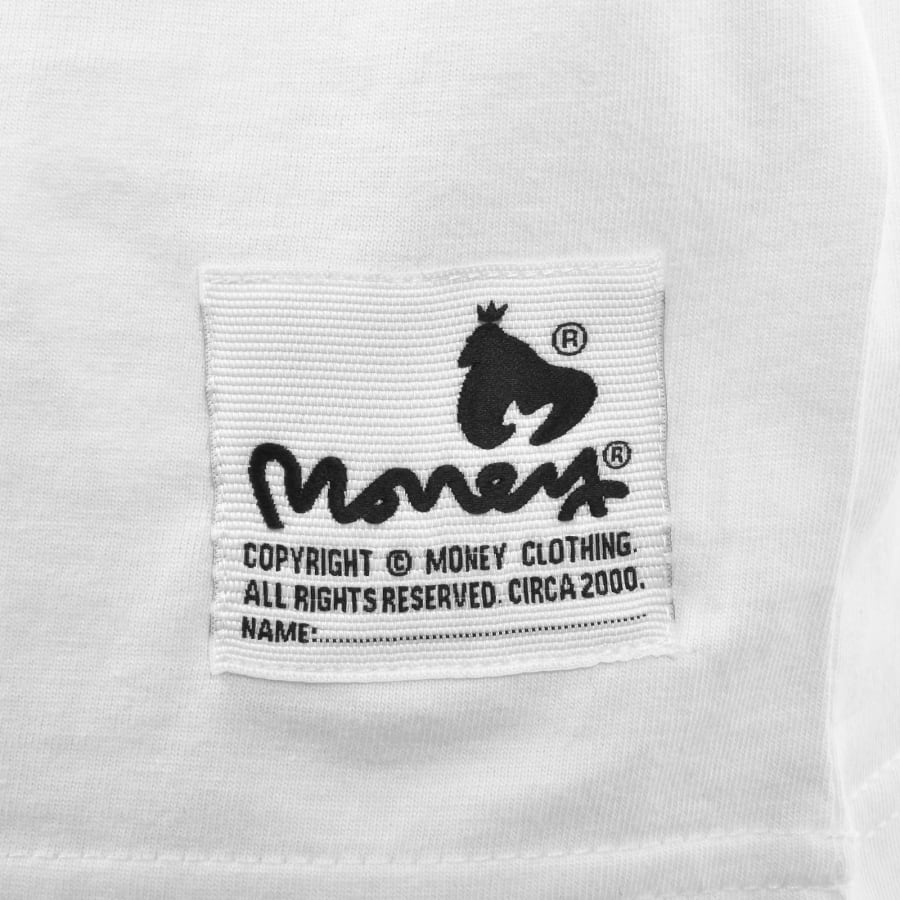 ®
Money®
COPYRIGHT © MONEY CLOTHING.
ALL RIGHTS RESERVED. CIRCA 2000.
NAME:..........................................................